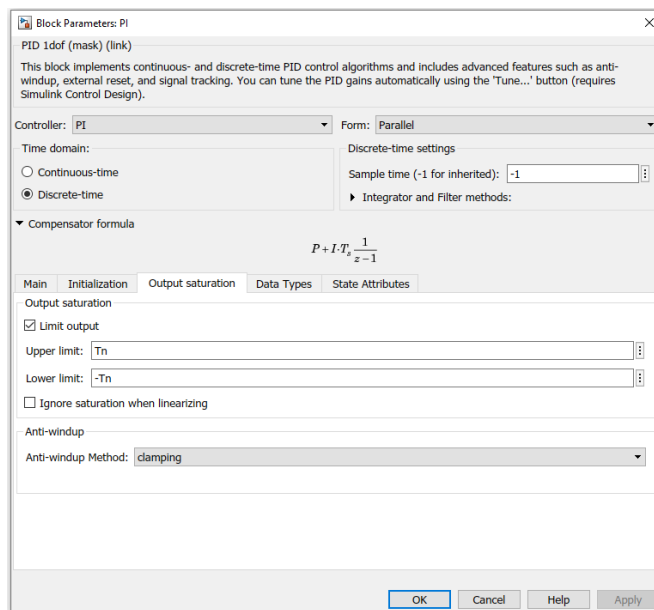 Block Parameters: PI
PID 1dof (mask) (link)
This block implements continuous- and discrete-time PID control algorithms and includes advanced features such as anti-
windup, external reset, and signal tracking. You can tune the PID gains automatically using the 'Tune...' button (requires
Simulink Control Design).
Controller: PI Form: Parallel
Time domain:
Continuous-time
Discrete-time
Discrete-time settings
Sample time (-1 for inherited): -1
Integrator and Filter methods:
Compensator formula
P + I·T_s 1/(z−1)
Main Initialization Output saturation Data Types State Attributes
Output saturation
Limit output
Upper limit: Tn
Lower limit: -Tn
Ignore saturation when linearizing
Anti-windup
Anti-windup Method: clamping
OK Cancel Help Apply